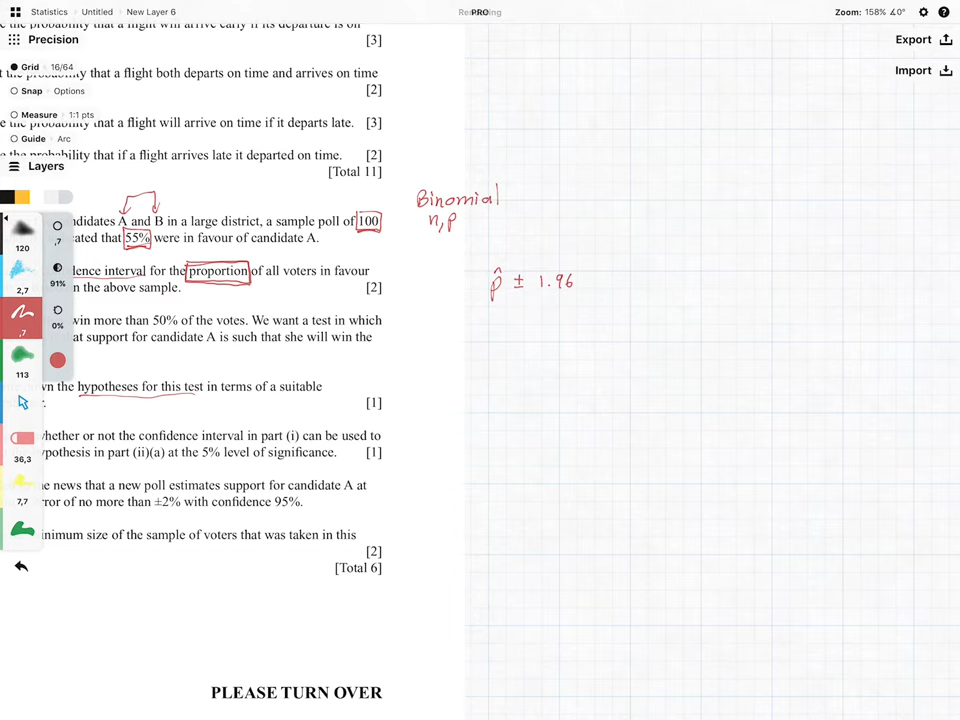 Statistics Untitled New Layer 6 PRO Zoom: 158% ∡0°
Precision
Export
Import
Grid 16/64
Snap Options
Measure 1:1 pts
Guide Arc
Layers
120
2,7
,7
113
36,3
7,7
,7
91%
0%
the probability that a flight will arrive early if its departure is on
[3]
t the probability that a flight both departs on time and arrives on time
[2]
e the probability that a flight will arrive on time if it departs late. [3]
e the probability that if a flight arrives late it departed on time. [2]
[Total 11]
ndidates A and B in a large district, a sample poll of 100
ated that 55% were in favour of candidate A.
dence interval for the proportion of all voters in favour
n the above sample. [2]
win more than 50% of the votes. We want a test in which
at support for candidate A is such that she will win the
wn the hypotheses for this test in terms of a suitable
r. [1]
whether or not the confidence interval in part (i) can be used to
ypothesis in part (ii)(a) at the 5% level of significance. [1]
the news that a new poll estimates support for candidate A at
rror of no more than ±2% with confidence 95%.
inimum size of the sample of voters that was taken in this
[2]
[Total 6]
PLEASE TURN OVER
Binomial
n, p
p̂ ± 1.96